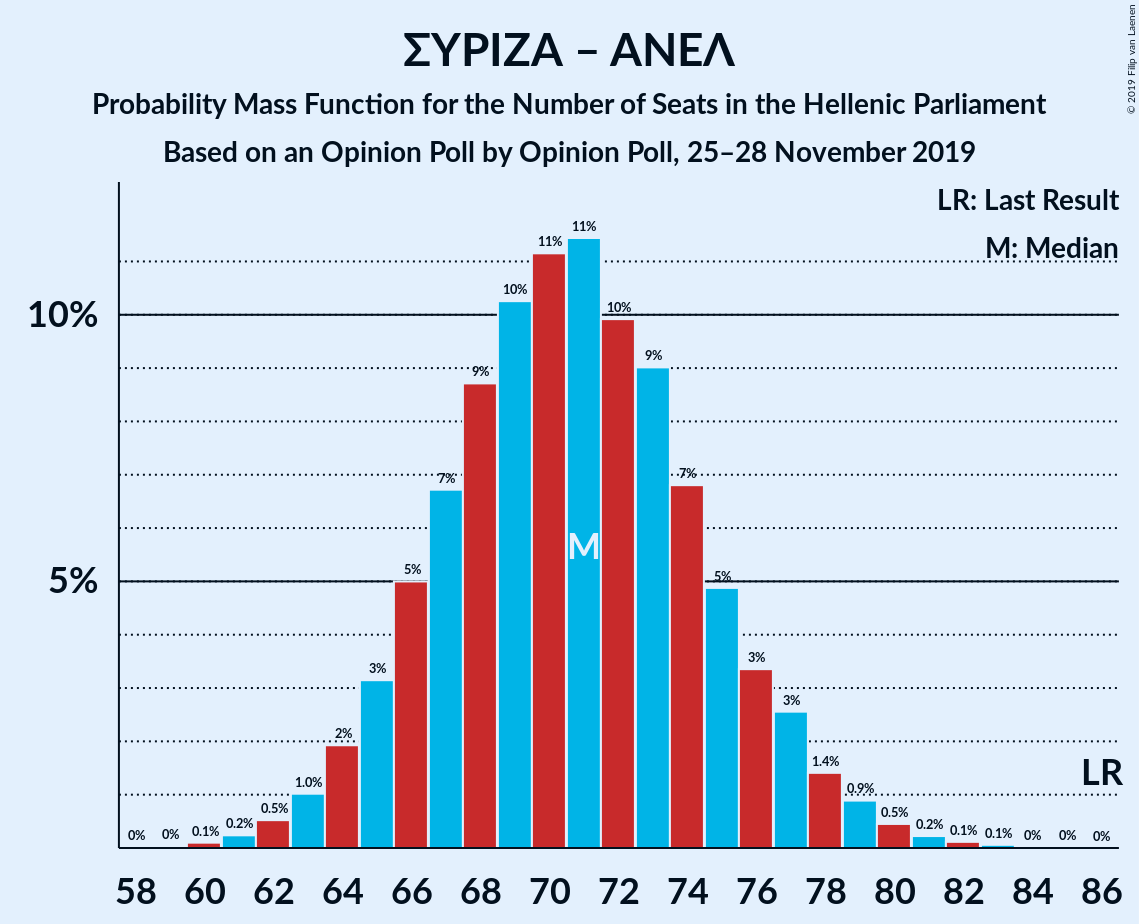 ΣΥΡΙΖΑ – ΑΝΕΛ
Probability Mass Function for the Number of Seats in the Hellenic Parliament
Based on an Opinion Poll by Opinion Poll, 25–28 November 2019
© 2019 Filip van Laenen
LR: Last Result
M: Median
10%
5%
0% 0% 0.1% 0.2% 0.5% 1.0% 2% 3% 5% 7% 9% 10% 11% 11% 10% 9% 7% 5% 3% 3% 1.4% 0.9% 0.5% 0.2% 0.1% 0.1% 0% 0% 0%
M
LR
58 60 62 64 66 68 70 72 74 76 78 80 82 84 86